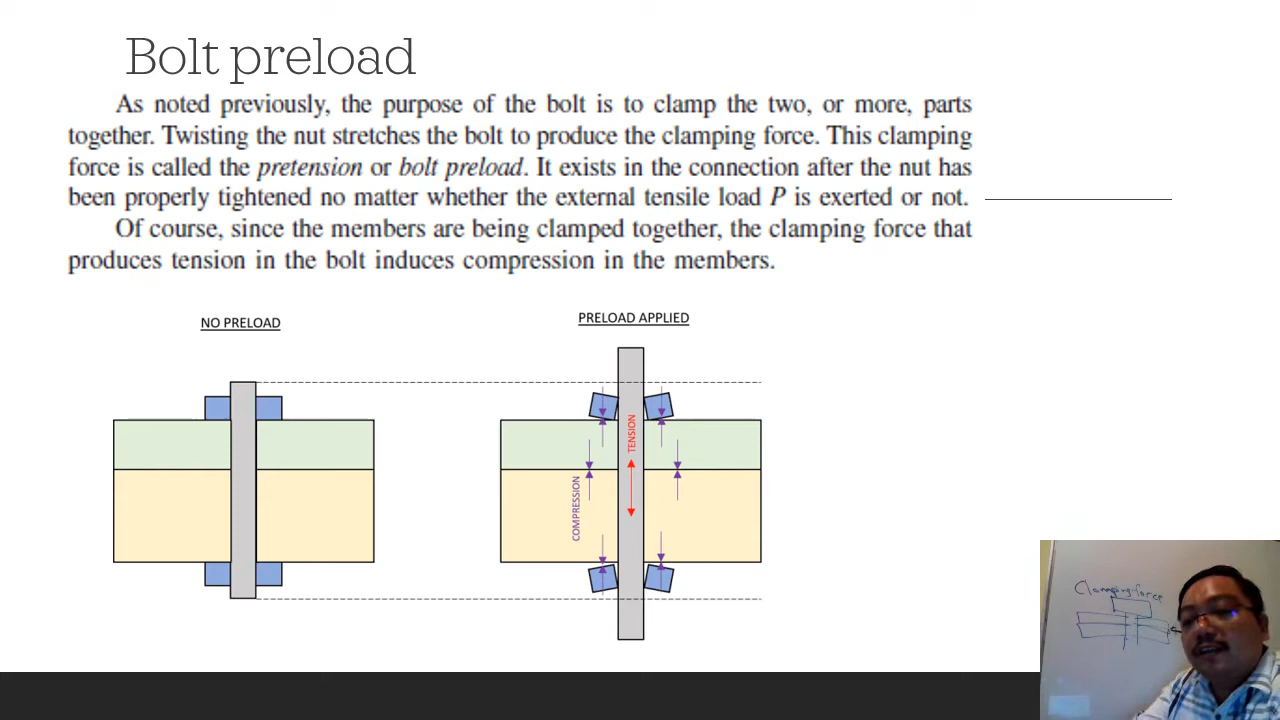 Bolt preload
As noted previously, the purpose of the bolt is to clamp the two, or more, parts
together. Twisting the nut stretches the bolt to produce the clamping force. This clamping
force is called the pretension or bolt preload. It exists in the connection after the nut has
been properly tightened no matter whether the external tensile load P is exerted or not.
Of course, since the members are being clamped together, the clamping force that
produces tension in the bolt induces compression in the members.
NO PRELOAD
PRELOAD APPLIED
TENSION
COMPRESSION
Clamping force